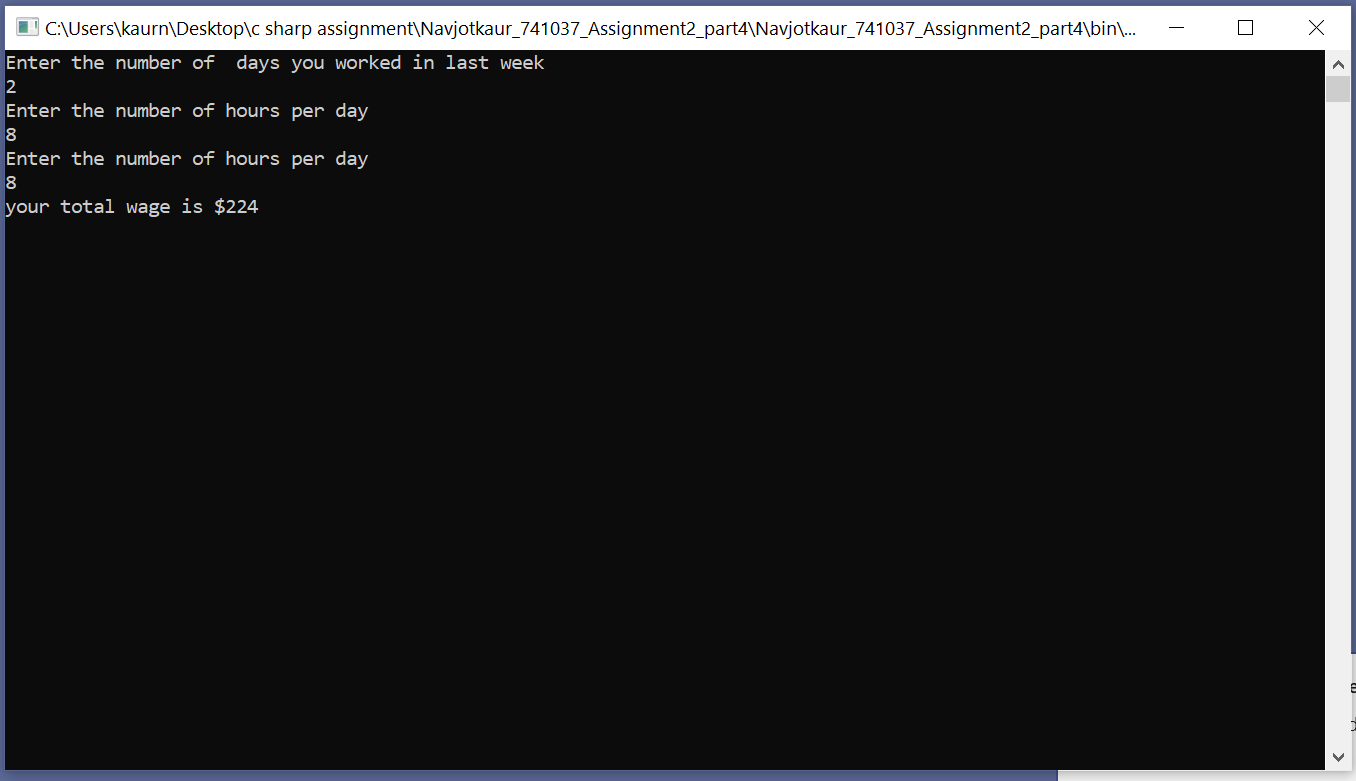 C:\Users\kaurn\Desktop\c sharp assignment\Navjotkaur_741037_Assignment2_part4\Navjotkaur_741037_Assignment2_part4\bin\...
Enter the number of  days you worked in last week
2
Enter the number of hours per day
8
Enter the number of hours per day
8
your total wage is $224